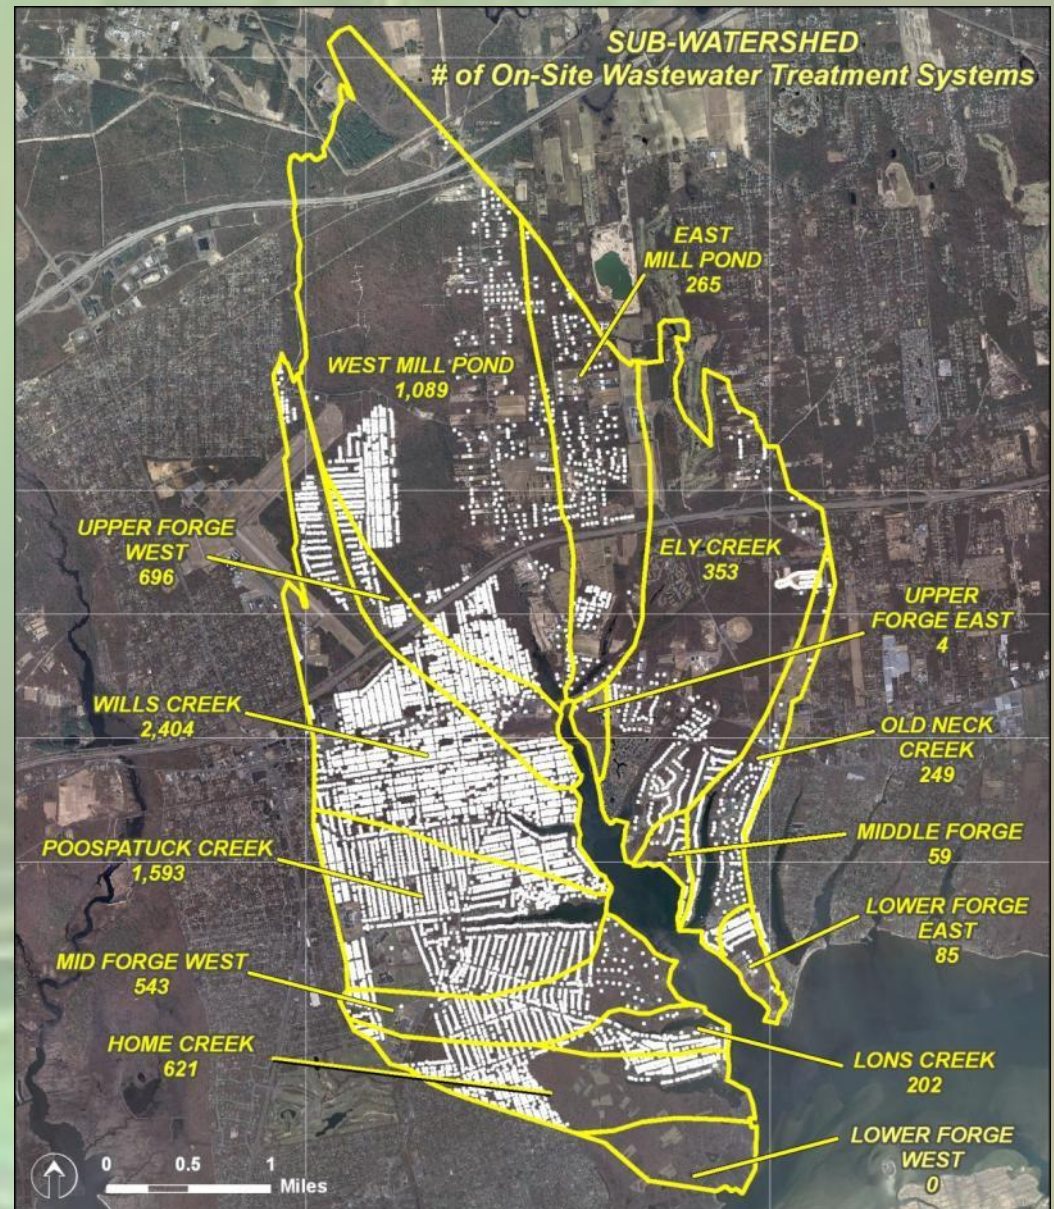 SUB-WATERSHED
# of On-Site Wastewater Treatment Systems
EAST
MILL POND
265
WEST MILL POND
1,089
UPPER FORGE
WEST
696
ELY CREEK
353
UPPER
FORGE EAST
4
WILLS CREEK
2,404
OLD NECK
CREEK
249
POOSPATUCK CREEK
1,593
MIDDLE FORGE
59
LOWER FORGE
EAST
85
MID FORGE WEST
543
HOME CREEK
621
LONS CREEK
202
LOWER FORGE
WEST
0
0 0.5 1
Miles